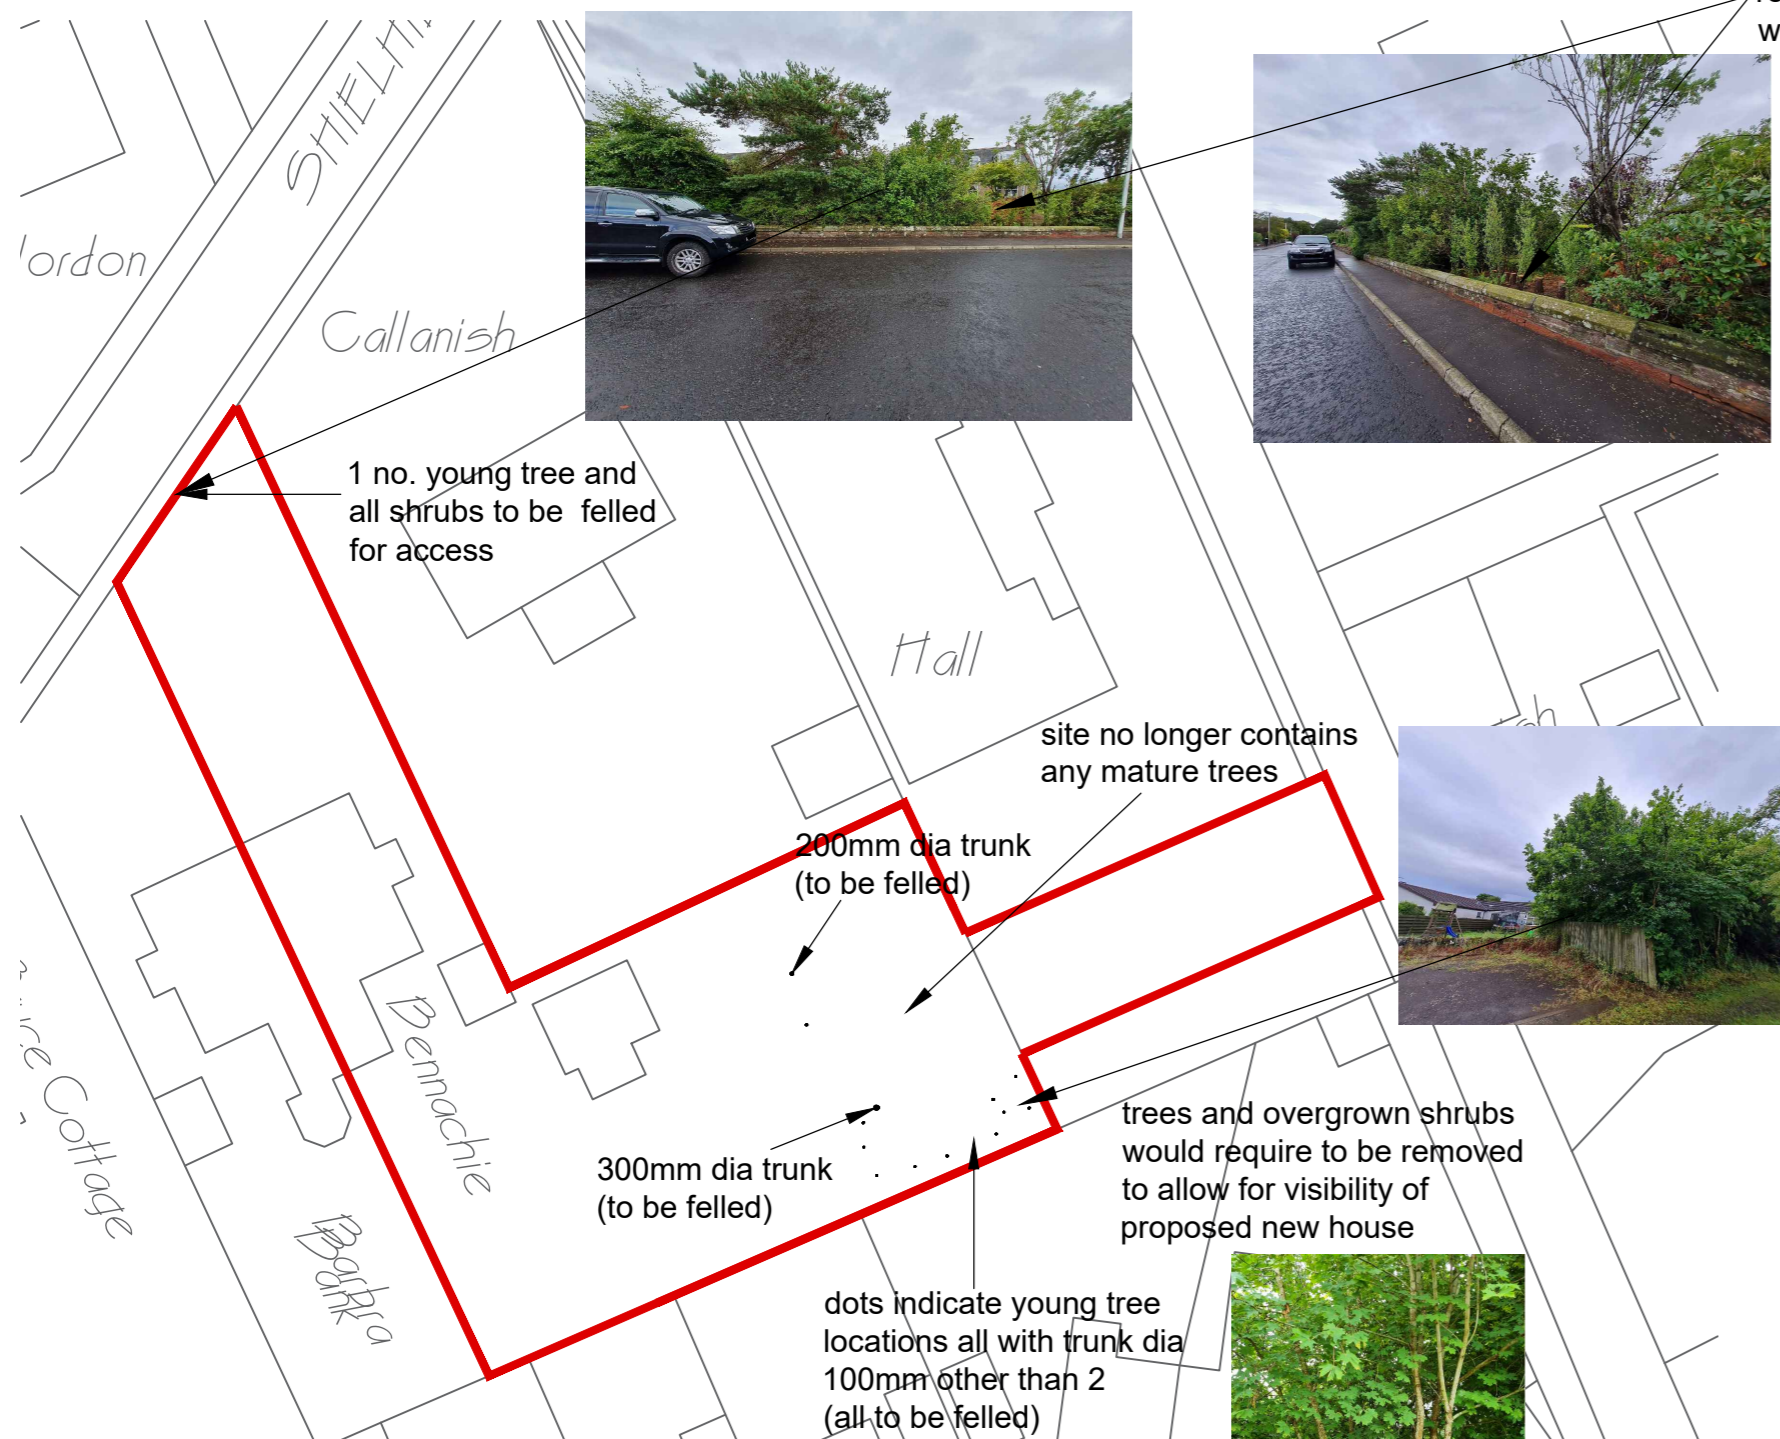 Callanish
1 no. young tree and
all shrubs to be felled
for access
Hall
site no longer contains
any mature trees
200mm dia trunk
(to be felled)
Bennachie
Cottage
300mm dia trunk
(to be felled)
trees and overgrown shrubs
would require to be removed
to allow for visibility of
proposed new house
dots indicate young tree
locations all with trunk dia
100mm other than 2
(all to be felled)